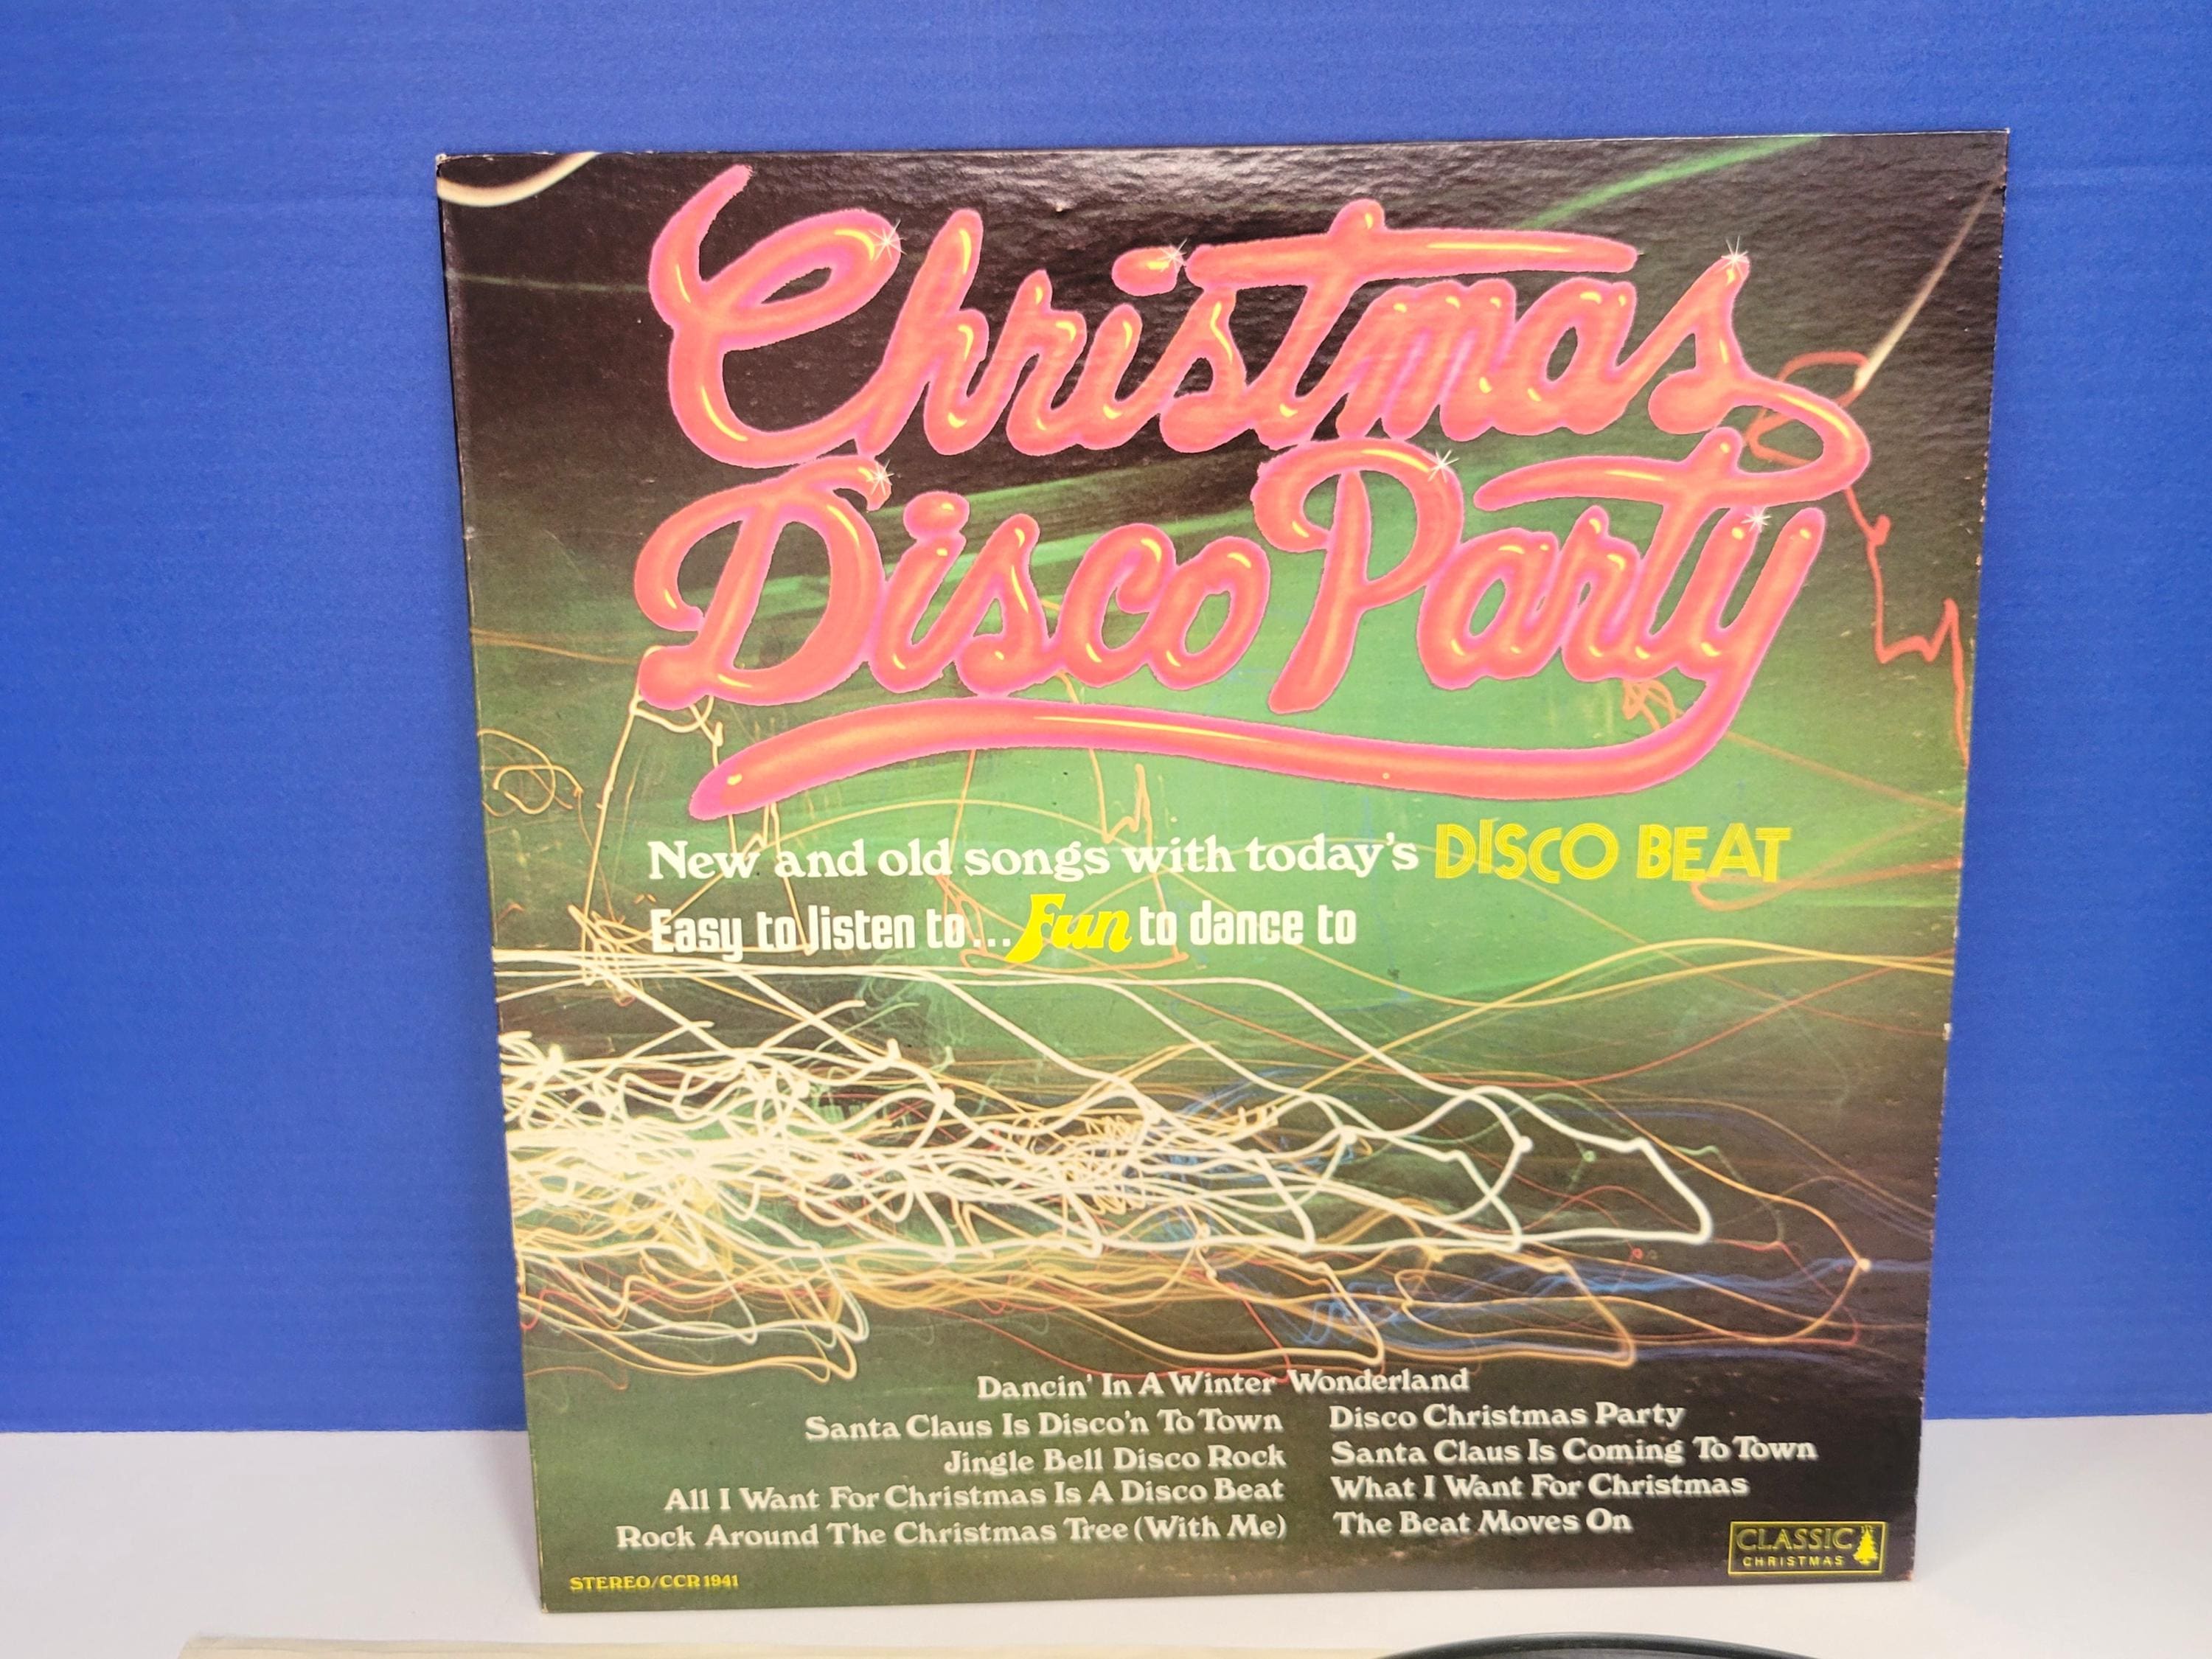 Christmas
Disco Party
New and old songs with today's DISCO BEAT
Easy to listen to... Fun to dance to
Dancin' In A Winter Wonderland
Santa Claus Is Disco'n To Town
Jingle Bell Disco Rock
All I Want For Christmas Is A Disco Beat
Rock Around The Christmas Tree (With Me)
Disco Christmas Party
Santa Claus Is Coming To Town
What I Want For Christmas
The Beat Moves On
STEREO/CCR 1941
CLASSIC
CHRISTMAS